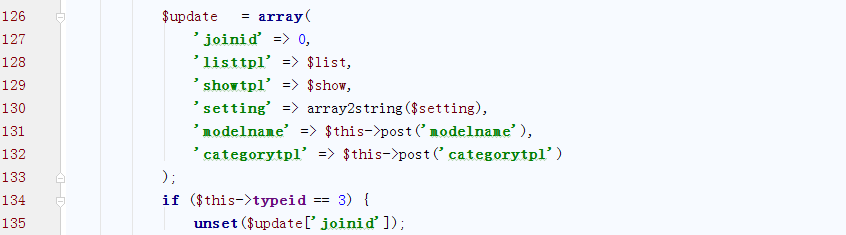 126 $update = array(
127 'joinid' => 0,
128 'listtpl' => $list,
129 'showtpl' => $show,
130 'setting' => array2string($setting),
131 'modelname' => $this->post('modelname'),
132 'categorytpl' => $this->post('categorytpl')
133 );
134 if ($this->typeid == 3) {
135 unset($update['joinid']);